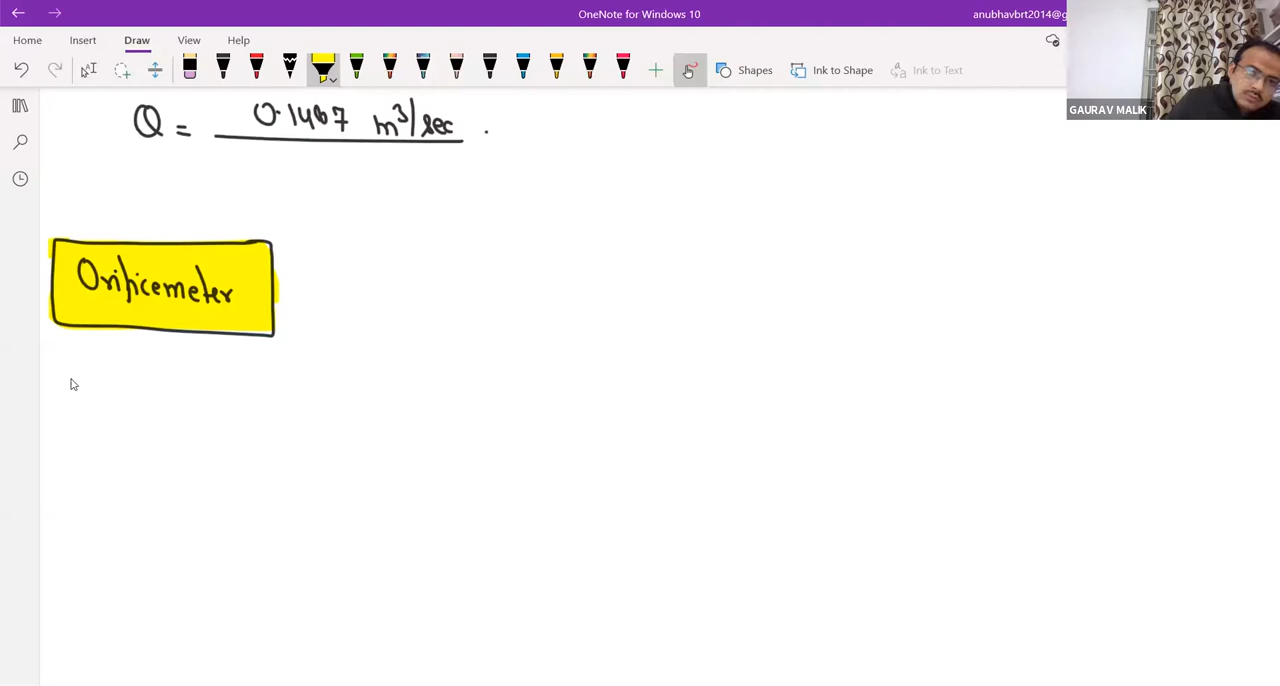 OneNote for Windows 10
anubhavbrt2014@g
Home Insert Draw View Help
Shapes Ink to Shape Ink to Text
GAURAV MALIK
Q = 0.1467 m³/sec .
Orificemeter